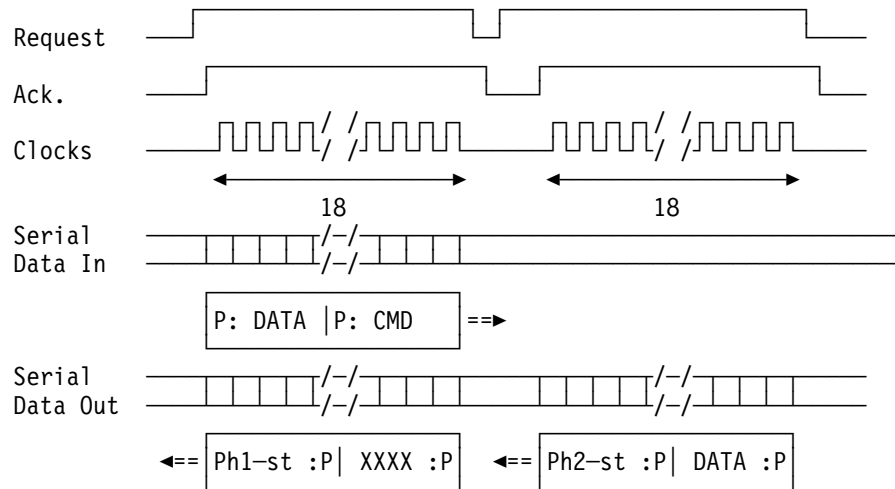 Request
Ack.
Clocks
18 18
Serial
Data In
P: DATA |P: CMD ==►
Serial
Data Out
◄== Ph1—st :P| XXXX :P ◄== Ph2—st :P| DATA :P